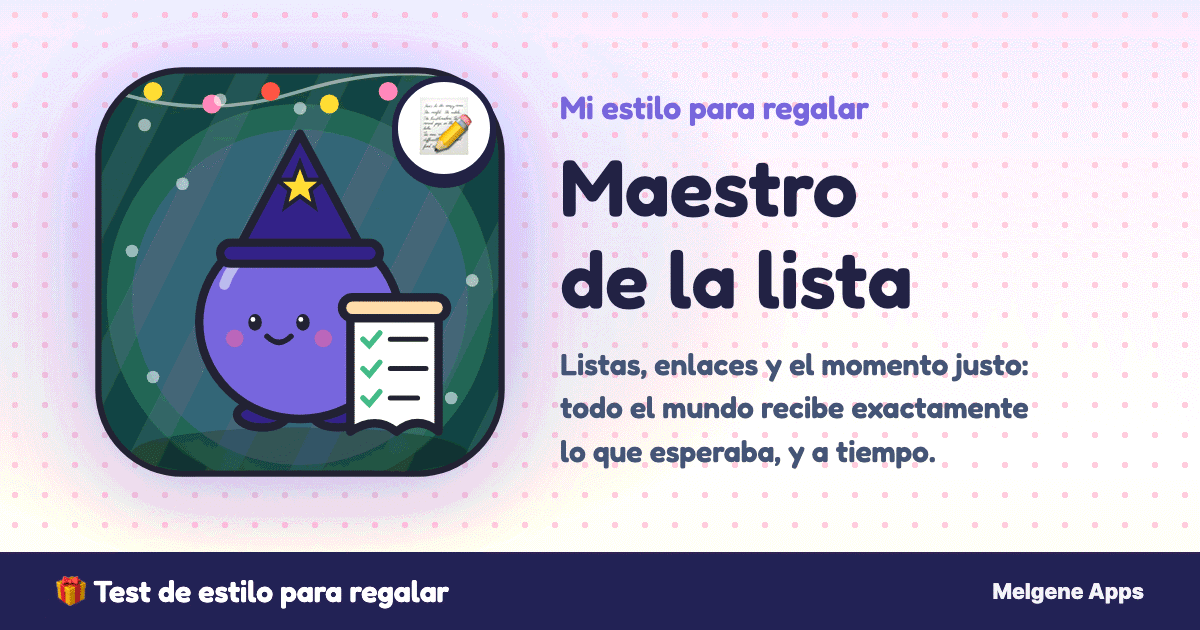 Mi estilo para regalar
Maestro
de la lista
Listas, enlaces y el momento justo:
todo el mundo recibe exactamente
lo que esperaba, y a tiempo.
Test de estilo para regalar
Melgene Apps